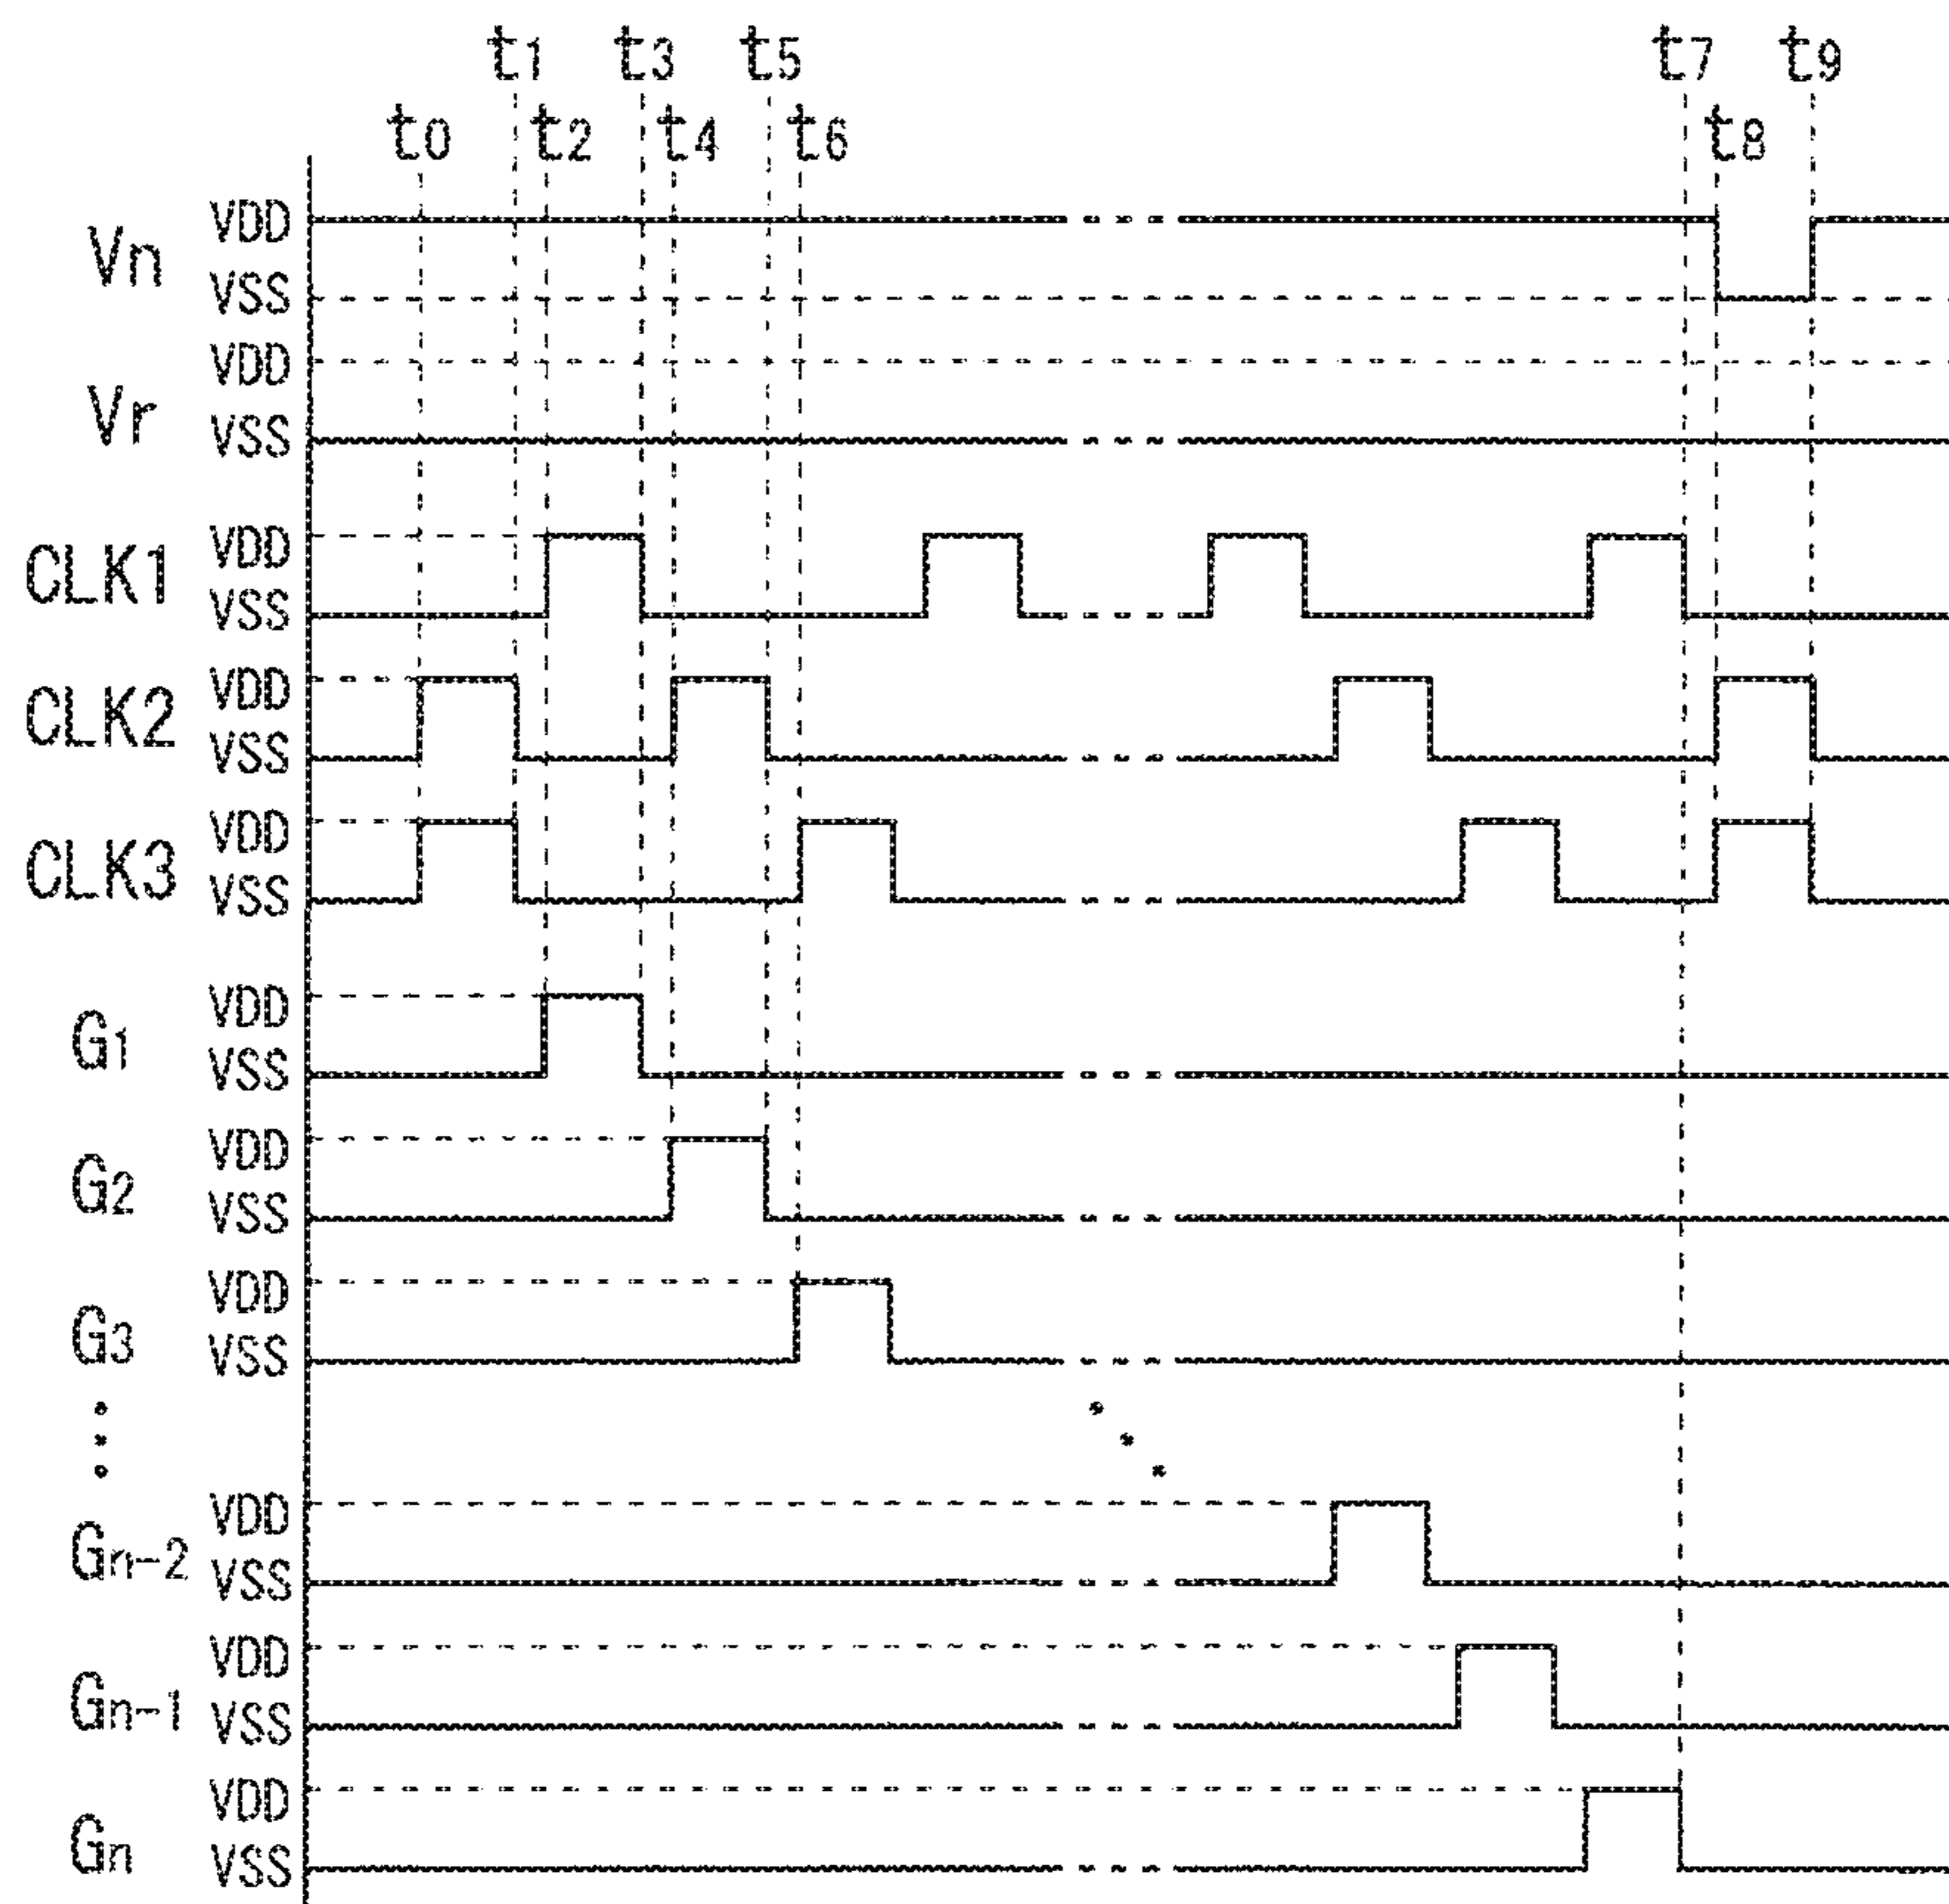 t1 t3 t5 t7 t9
t0 t2 t4 t6 t8
Vn VDD
VSS
Vr VDD
VSS
CLK1 VDD
VSS
CLK2 VDD
VSS
CLK3 VDD
VSS
G1 VDD
VSS
G2 VDD
VSS
G3 VDD
VSS
Gn-2 VDD
VSS
Gn-1 VDD
VSS
Gn VDD
VSS